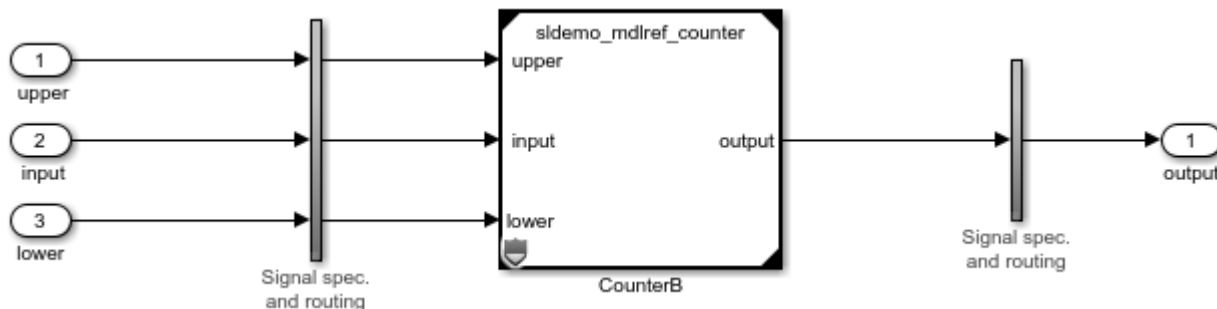 sldemo_mdlref_counter
1
upper
upper
2
input
input
output
1
output
3
lower
lower
Signal spec.
and routing
Signal spec.
and routing
CounterB